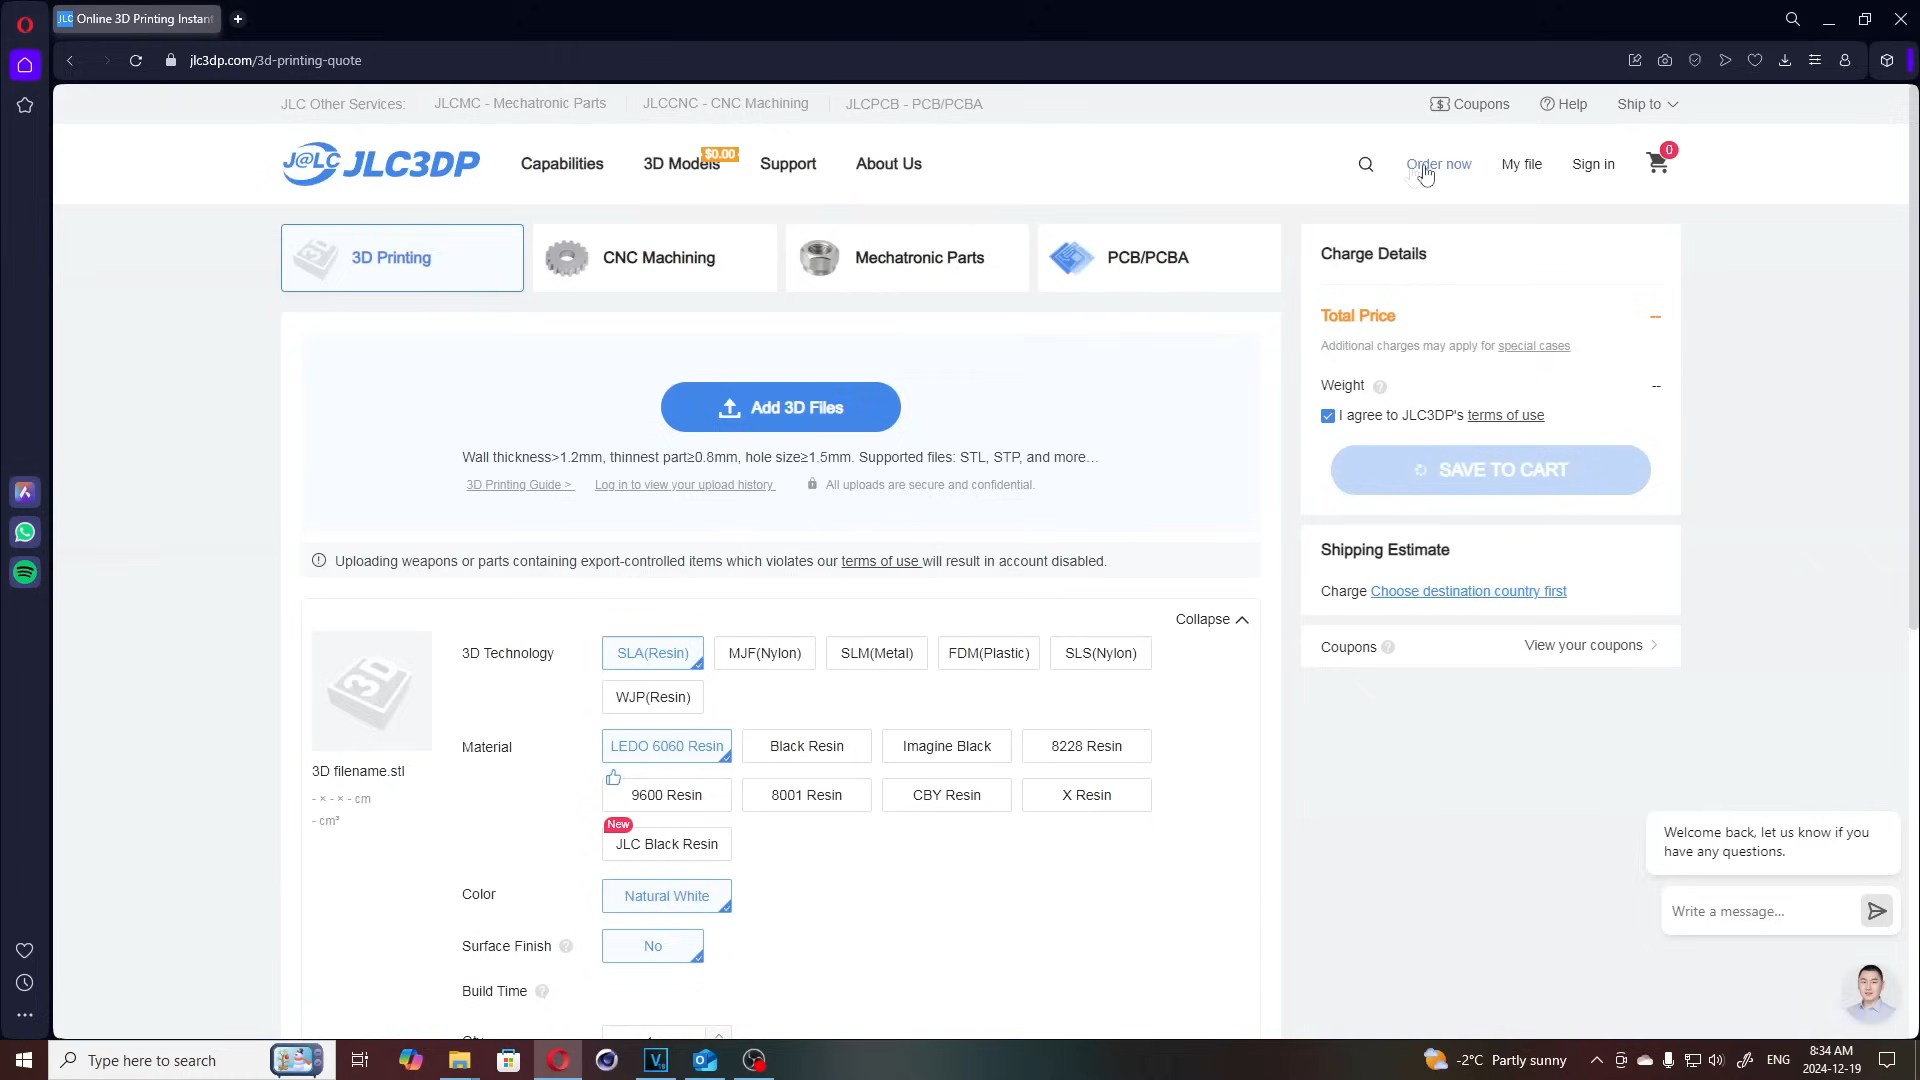 Online 3D Printing Instant
jlc3dp.com/3d-printing-quote
JLC Other Services: JLCMC - Mechatronic Parts JLCCNC - CNC Machining JLCPCB - PCB/PCBA Coupons Help Ship to
J@LC JLC3DP Capabilities 3D Models $0.00 Support About Us Order now My file Sign in 0
3D Printing CNC Machining Mechatronic Parts PCB/PCBA
Charge Details
Total Price --
Additional charges may apply for special cases
Weight --
I agree to JLC3DP's terms of use
SAVE TO CART
Add 3D Files
Wall thickness>1.2mm, thinnest part≥0.8mm, hole size≥1.5mm. Supported files: STL, STP, and more...
3D Printing Guide > Log in to view your upload history All uploads are secure and confidential.
Uploading weapons or parts containing export-controlled items which violates our terms of use will result in account disabled.
Shipping Estimate
Charge Choose destination country first
Coupons View your coupons
Collapse
3D Technology SLA(Resin) MJF(Nylon) SLM(Metal) FDM(Plastic) SLS(Nylon)
WJP(Resin)
Material LEDO 6060 Resin Black Resin Imagine Black 8228 Resin
3D filename.stl
- × - × - cm
- cm³
9600 Resin 8001 Resin CBY Resin X Resin
New
JLC Black Resin
Color Natural White
Surface Finish No
Build Time
Welcome back, let us know if you
have any questions.
Write a message...
Type here to search
-2°C Partly sunny ENG 8:34 AM
2024-12-19